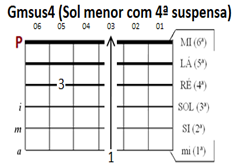 Gmsus4 (Sol menor com 4ª suspensa)
06 05 04 03 02 01
P MI (6ª)
LÁ (5ª)
3 RÉ (4ª)
i SOL (3ª)
m SI (2ª)
a mi (1ª)
1